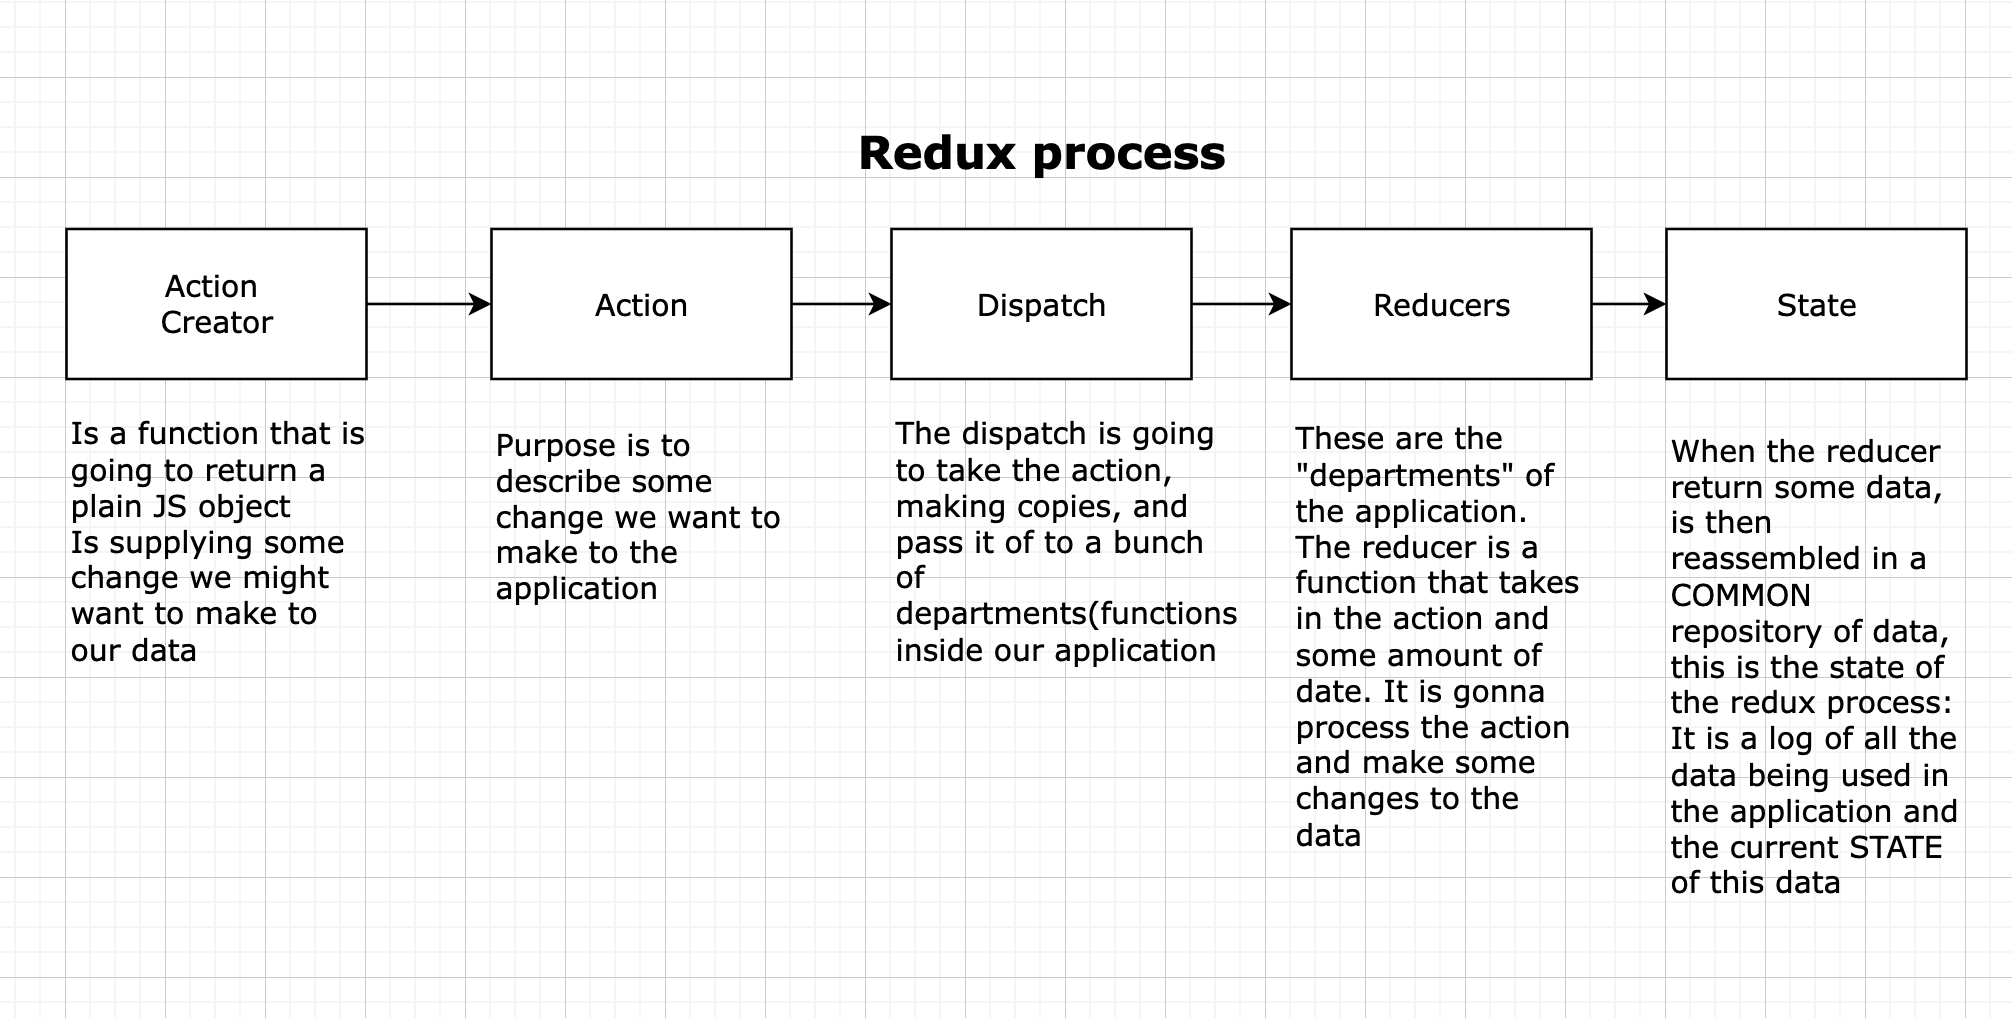 Redux process
Action
Creator
Action
Dispatch
Reducers
State
Is a function that is
going to return a
plain JS object
Is supplying some
change we might
want to make to
our data
Purpose is to
describe some
change we want to
make to the
application
The dispatch is going
to take the action,
making copies, and
pass it of to a bunch
of
departments(functions
inside our application
These are the
"departments" of
the application.
The reducer is a
function that takes
in the action and
some amount of
date. It is gonna
process the action
and make some
changes to the
data
When the reducer
return some data,
is then
reassembled in a
COMMON
repository of data,
this is the state of
the redux process:
It is a log of all the
data being used in
the application and
the current STATE
of this data